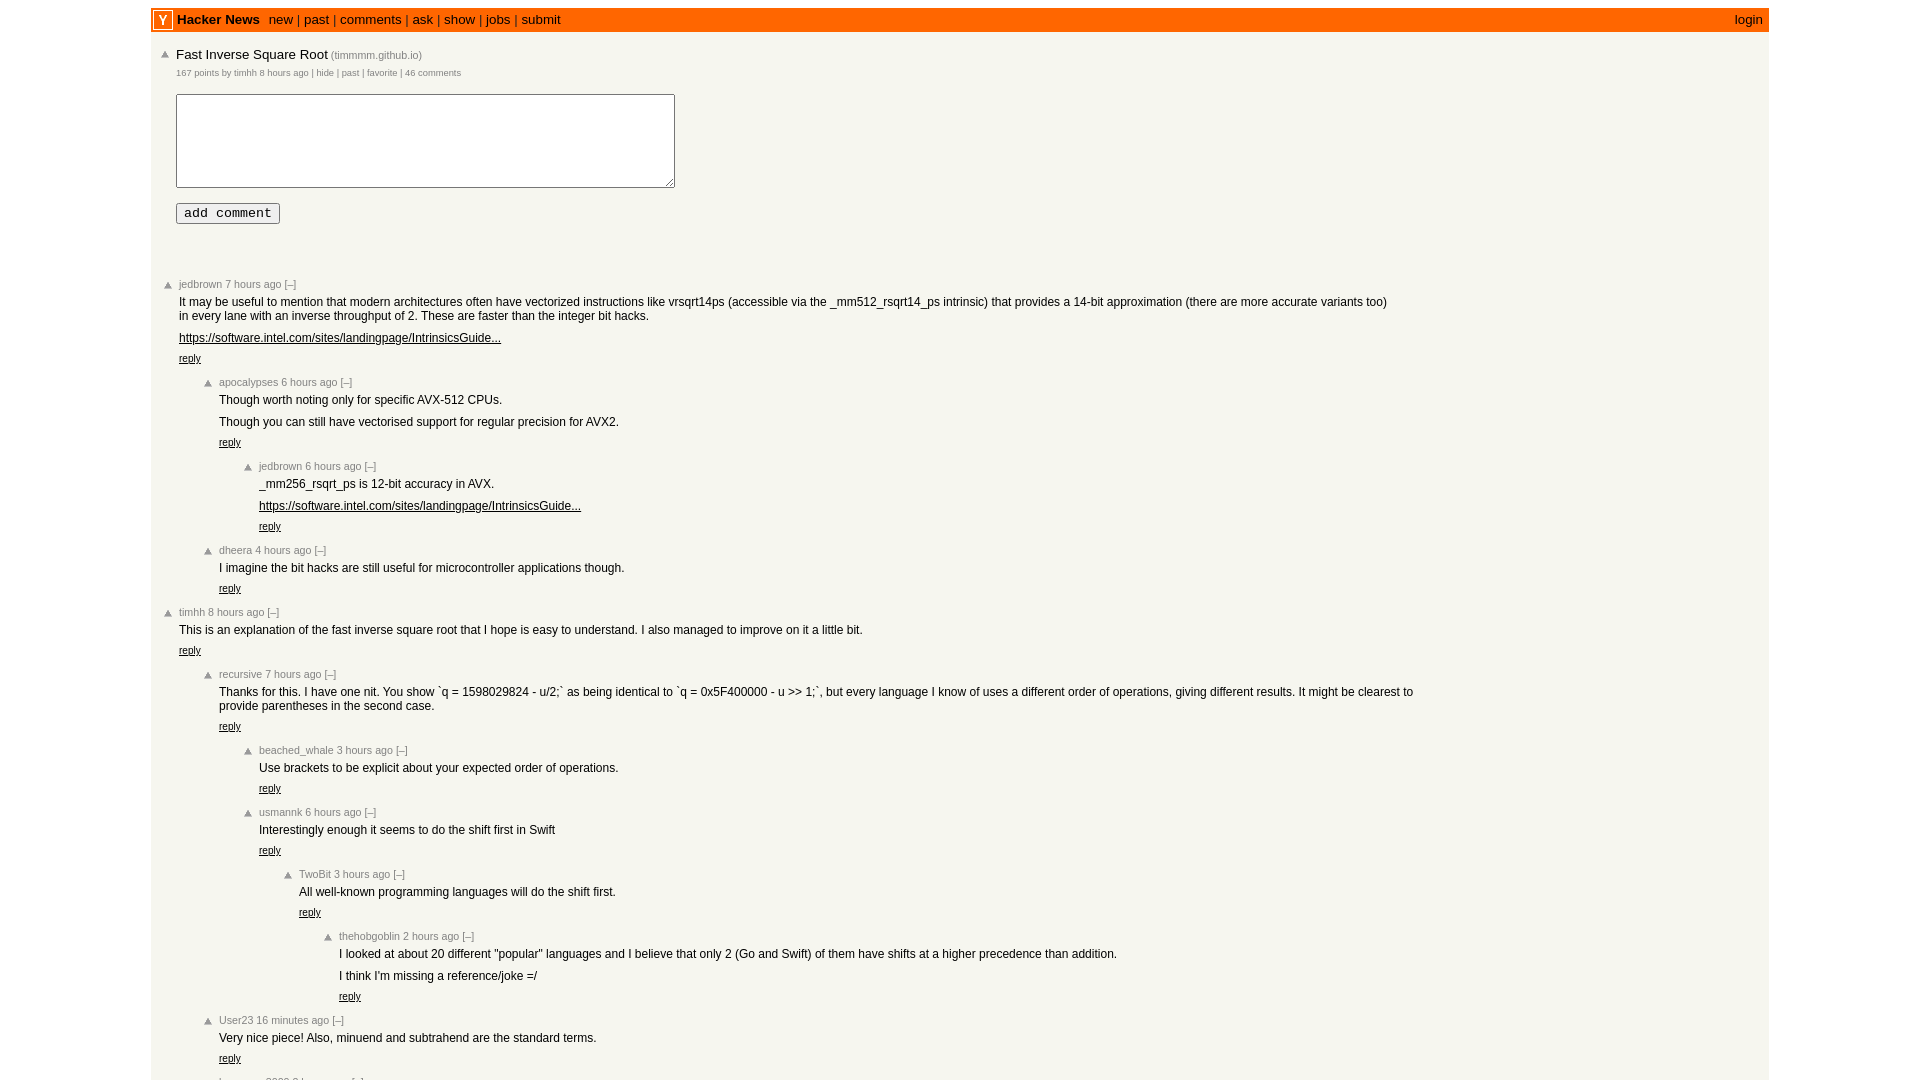 Y Hacker News new | past | comments | ask | show | jobs | submit login
Fast Inverse Square Root (timmmm.github.io)
167 points by timhh 8 hours ago | hide | past | favorite | 46 comments
add comment
jedbrown 7 hours ago [–]
It may be useful to mention that modern architectures often have vectorized instructions like vrsqrt14ps (accessible via the _mm512_rsqrt14_ps intrinsic) that provides a 14-bit approximation (there are more accurate variants too)
in every lane with an inverse throughput of 2. These are faster than the integer bit hacks.
https://software.intel.com/sites/landingpage/IntrinsicsGuide...
reply
apocalypses 6 hours ago [–]
Though worth noting only for specific AVX-512 CPUs.
Though you can still have vectorised support for regular precision for AVX2.
reply
jedbrown 6 hours ago [–]
_mm256_rsqrt_ps is 12-bit accuracy in AVX.
https://software.intel.com/sites/landingpage/IntrinsicsGuide...
reply
dheera 4 hours ago [–]
I imagine the bit hacks are still useful for microcontroller applications though.
reply
timhh 8 hours ago [–]
This is an explanation of the fast inverse square root that I hope is easy to understand. I also managed to improve on it a little bit.
reply
recursive 7 hours ago [–]
Thanks for this. I have one nit. You show `q = 1598029824 - u/2;` as being identical to `q = 0x5F400000 - u >> 1;`, but every language I know of uses a different order of operations, giving different results. It might be clearest to
provide parentheses in the second case.
reply
beached_whale 3 hours ago [–]
Use brackets to be explicit about your expected order of operations.
reply
usmannk 6 hours ago [–]
Interestingly enough it seems to do the shift first in Swift
reply
TwoBit 3 hours ago [–]
All well-known programming languages will do the shift first.
reply
thehobgoblin 2 hours ago [–]
I looked at about 20 different "popular" languages and I believe that only 2 (Go and Swift) of them have shifts at a higher precedence than addition.
I think I'm missing a reference/joke =/
reply
User23 16 minutes ago [–]
Very nice piece! Also, minuend and subtrahend are the standard terms.
reply